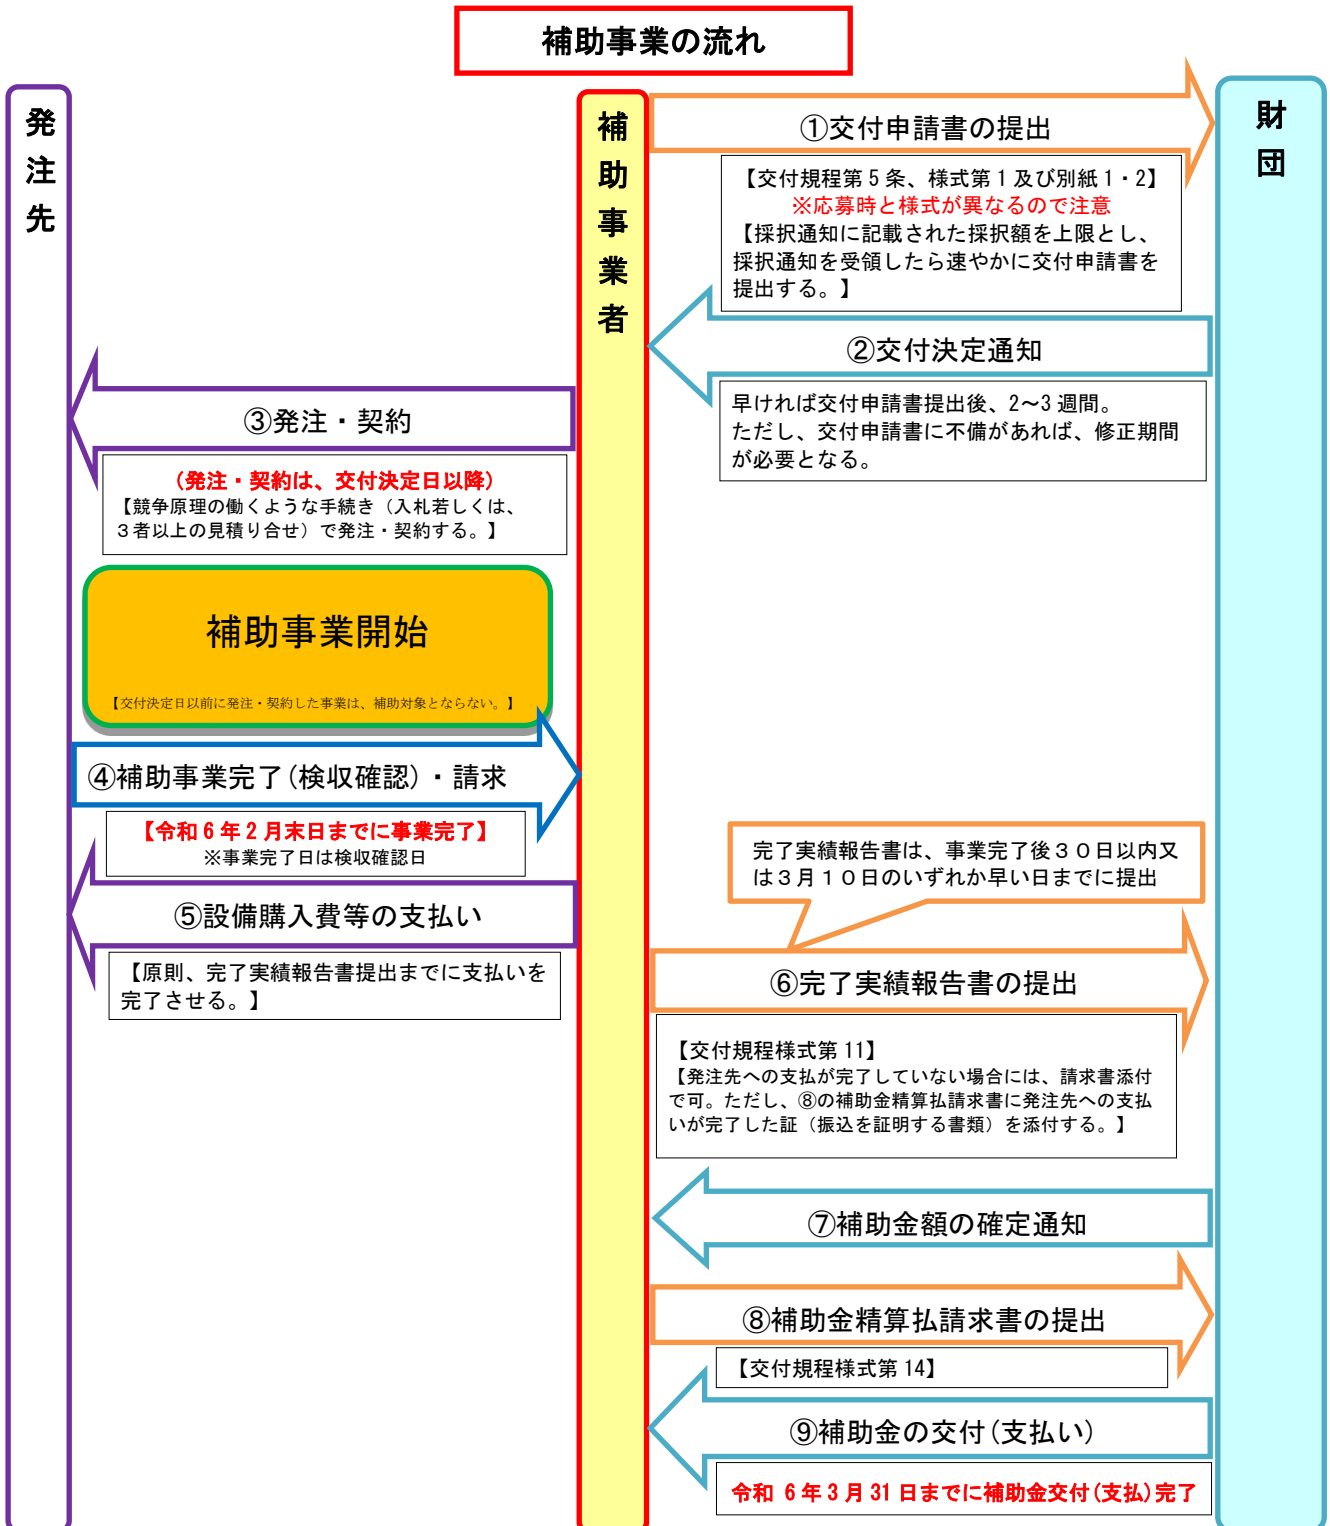 補助事業の流れ
発注先
補助事業者
財団
①交付申請書の提出
【交付規程第5条、様式第1及び別紙1・2】
※応募時と様式が異なるので注意
【採択通知に記載された採択額を上限とし、
採択通知を受領したら速やかに交付申請書を
提出する。】
②交付決定通知
早ければ交付申請書提出後、2～3週間。
ただし、交付申請書に不備があれば、修正期間
が必要となる。
③発注・契約
(発注・契約は、交付決定日以降)
【競争原理の働くような手続き（入札若しくは、
３者以上の見積り合せ）で発注・契約する。】
補助事業開始
【交付決定日以前に発注・契約した事業は、補助対象とならない。】
④補助事業完了(検収確認)・請求
【令和6年2月末日までに事業完了】
※事業完了日は検収確認日
⑤設備購入費等の支払い
【原則、完了実績報告書提出までに支払いを
完了させる。】
完了実績報告書は、事業完了後３０日以内又
は３月１０日のいずれか早い日までに提出
⑥完了実績報告書の提出
【交付規程様式第11】
【発注先への支払が完了していない場合には、請求書添付
で可。ただし、⑧の補助金精算払請求書に発注先への支払
いが完了した証（振込を証明する書類）を添付する。】
⑦補助金額の確定通知
⑧補助金精算払請求書の提出
【交付規程様式第14】
⑨補助金の交付(支払い)
令和 6年3月31日までに補助金交付(支払)完了